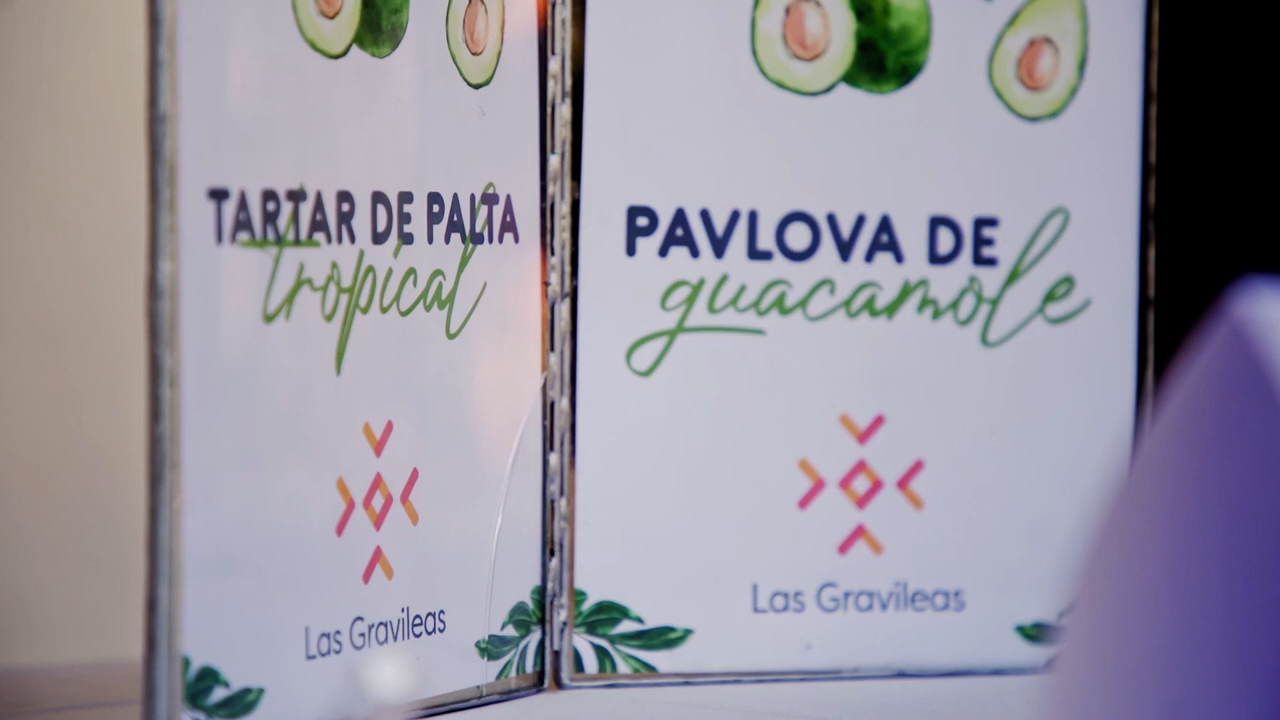 TARTAR DE PALTA
tropical
Las Gravileas
PAVLOVA DE
guacamole
Las Gravileas